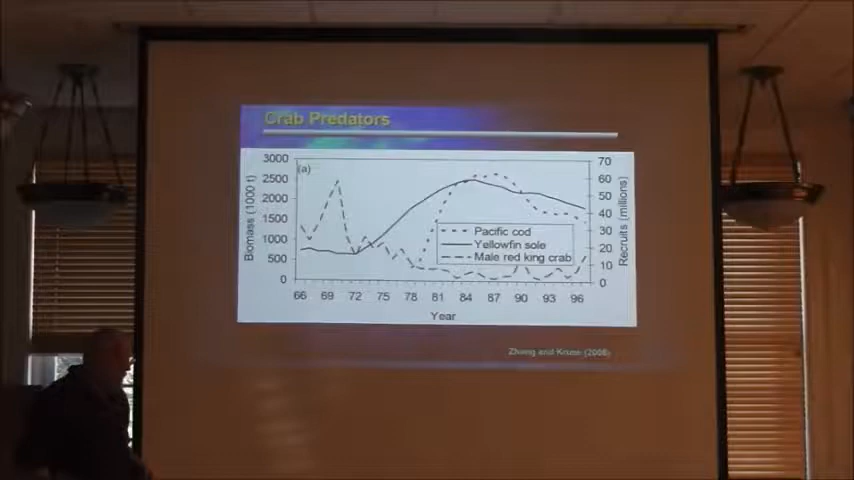 Crab Predators
(a)
3000
2500
2000
1500
1000
500
0
Biomass (1000 t)
70
60
50
40
30
20
10
0
Recruits (millions)
Pacific cod
Yellowfin sole
Male red king crab
66 69 72 75 78 81 84 87 90 93 96
Year
Zheng and Kruse (2006)